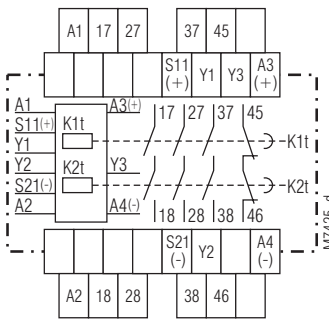 A1 17 27 37 45
S11 (+) Y1 Y3 A3 (+)
A1 A3(+) 17 27 37 45
S11(+) K1t K1t
Y1
Y2 Y3
S21(-) K2t K2t
A2 A4(-) 18 28 38 46
S21 (-) Y2 A4 (-)
A2 18 28 38 46